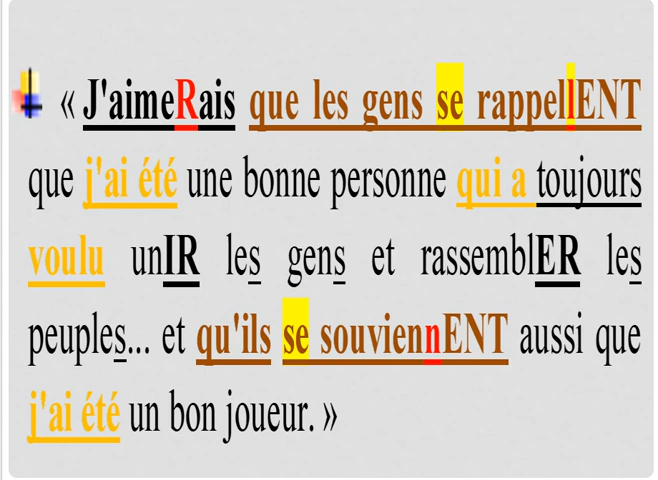 « J'aimeRais que les gens se rappellENT
que j'ai été une bonne personne qui a toujours
voulu unIR les gens et rassemblER les
peuples... et qu'ils se souviennENT aussi que
j'ai été un bon joueur. »